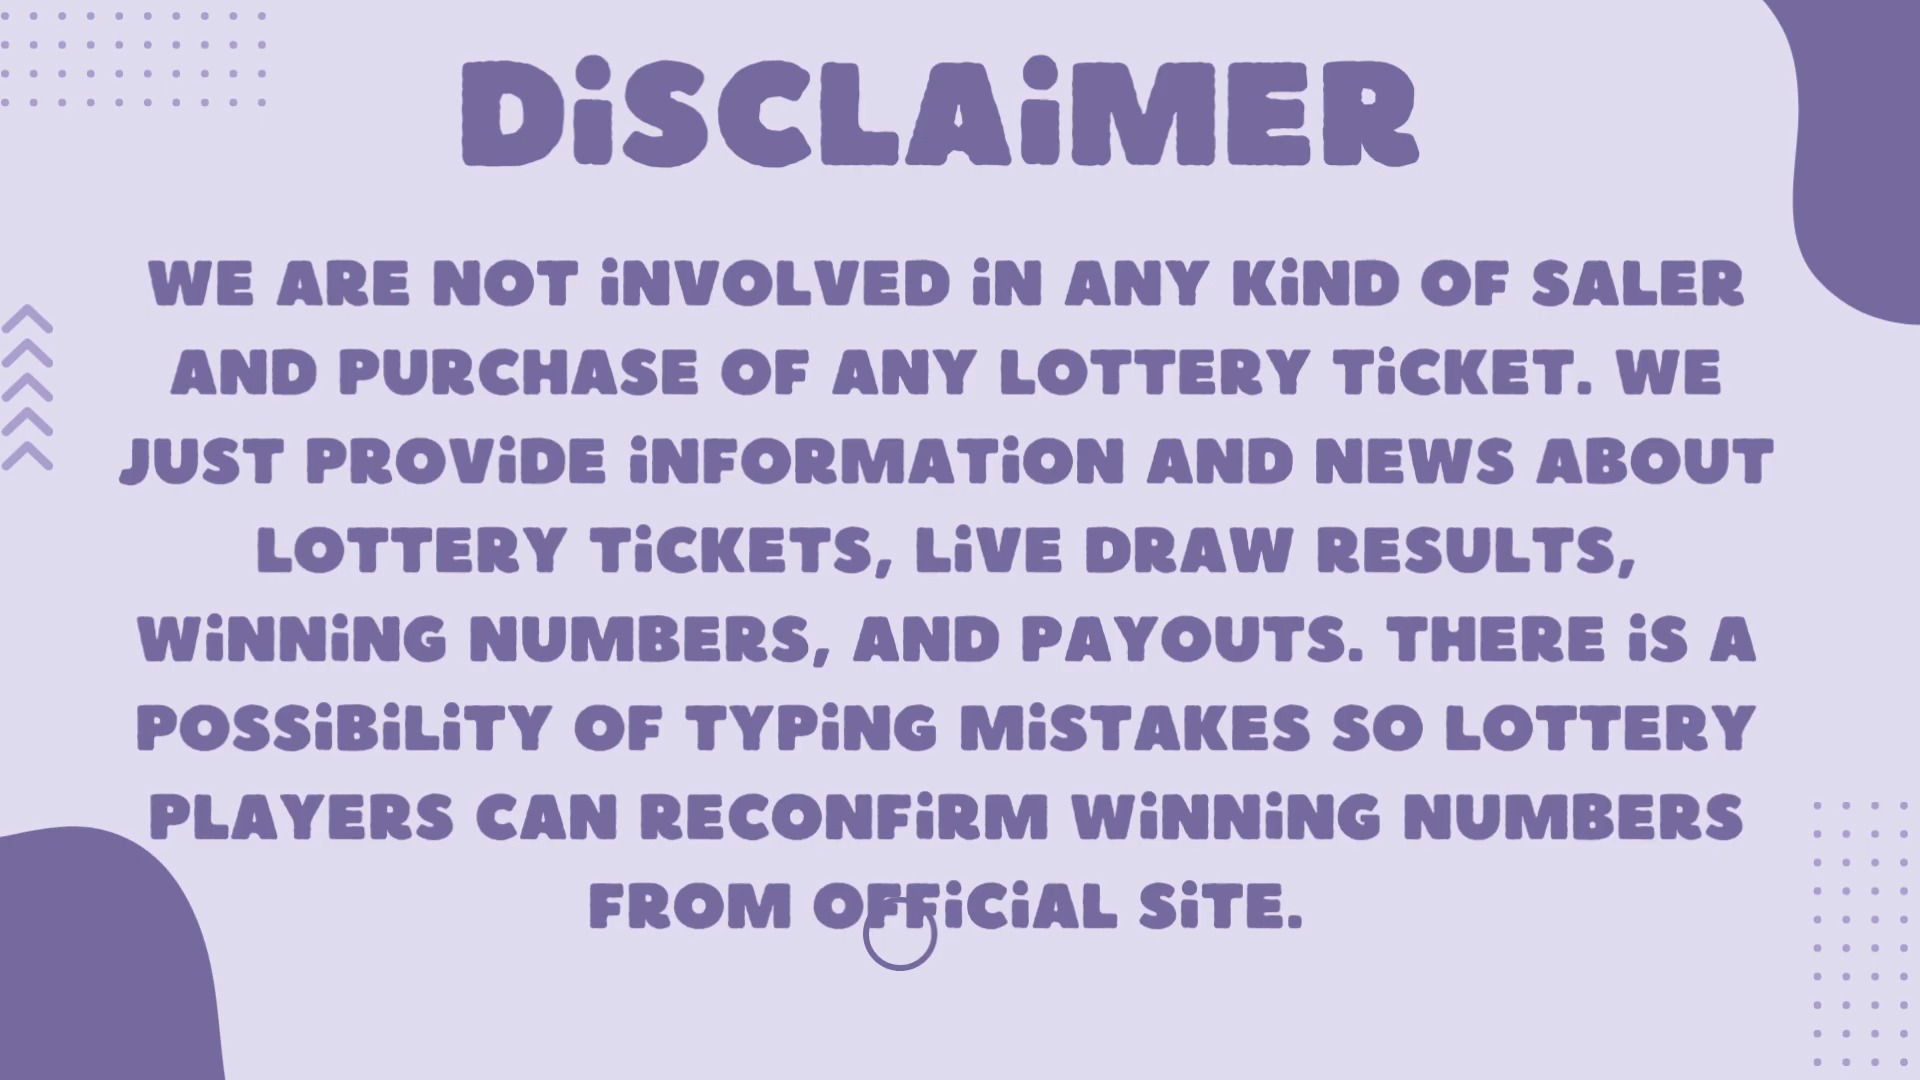 DiSCLAiMER
WE ARE NOT iNVOLVED iN ANY KiND OF SALER
AND PURCHASE OF ANY LOTTERY TiCKET. WE
JUST PROViDE iNFORMATiON AND NEWS ABOUT
LOTTERY TiCKETS, LiVE DRAW RESULTS,
WiNNiNG NUMBERS, AND PAYOUTS. THERE iS A
POSSiBiLiTY OF TYPiNG MiSTAKES SO LOTTERY
PLAYERS CAN RECONFiRM WiNNiNG NUMBERS
FROM OFFiCiAL SiTE.